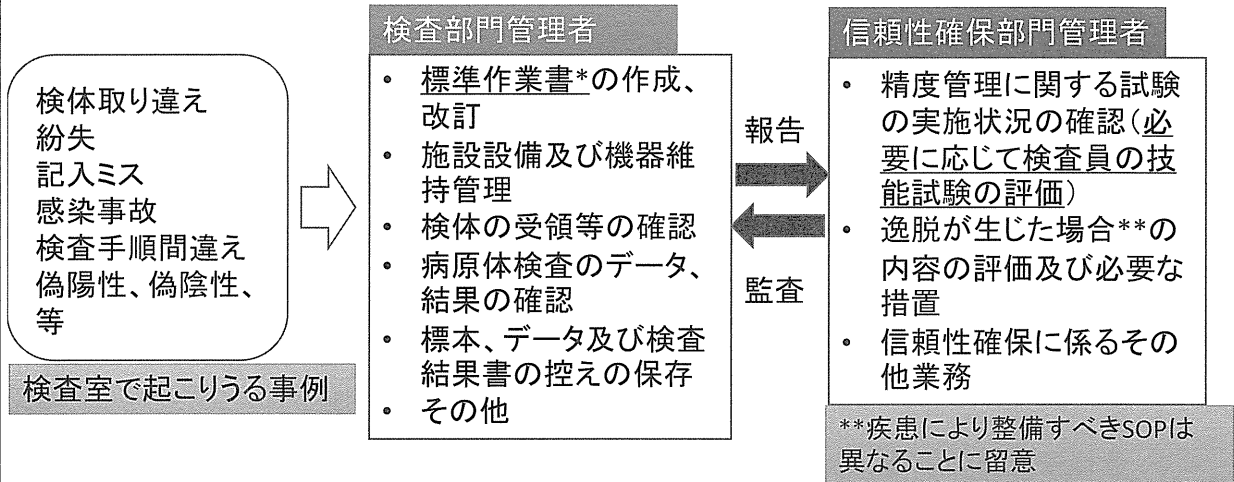 検体取り違え
紛失
記入ミス
感染事故
検査手順間違え
偽陽性、偽陰性、
等
検査室で起こりうる事例
検査部門管理者
• 標準作業書*の作成、
改訂
• 施設設備及び機器維
持管理
• 検体の受領等の確認
• 病原体検査のデータ、
結果の確認
• 標本、データ及び検査
結果書の控えの保存
• その他
報告
監査
信頼性確保部門管理者
• 精度管理に関する試験
の実施状況の確認(必
要に応じて検査員の技
能試験の評価)
• 逸脱が生じた場合**の
内容の評価及び必要な
措置
• 信頼性確保に係るその
他業務
**疾患により整備すべきSOPは
異なることに留意